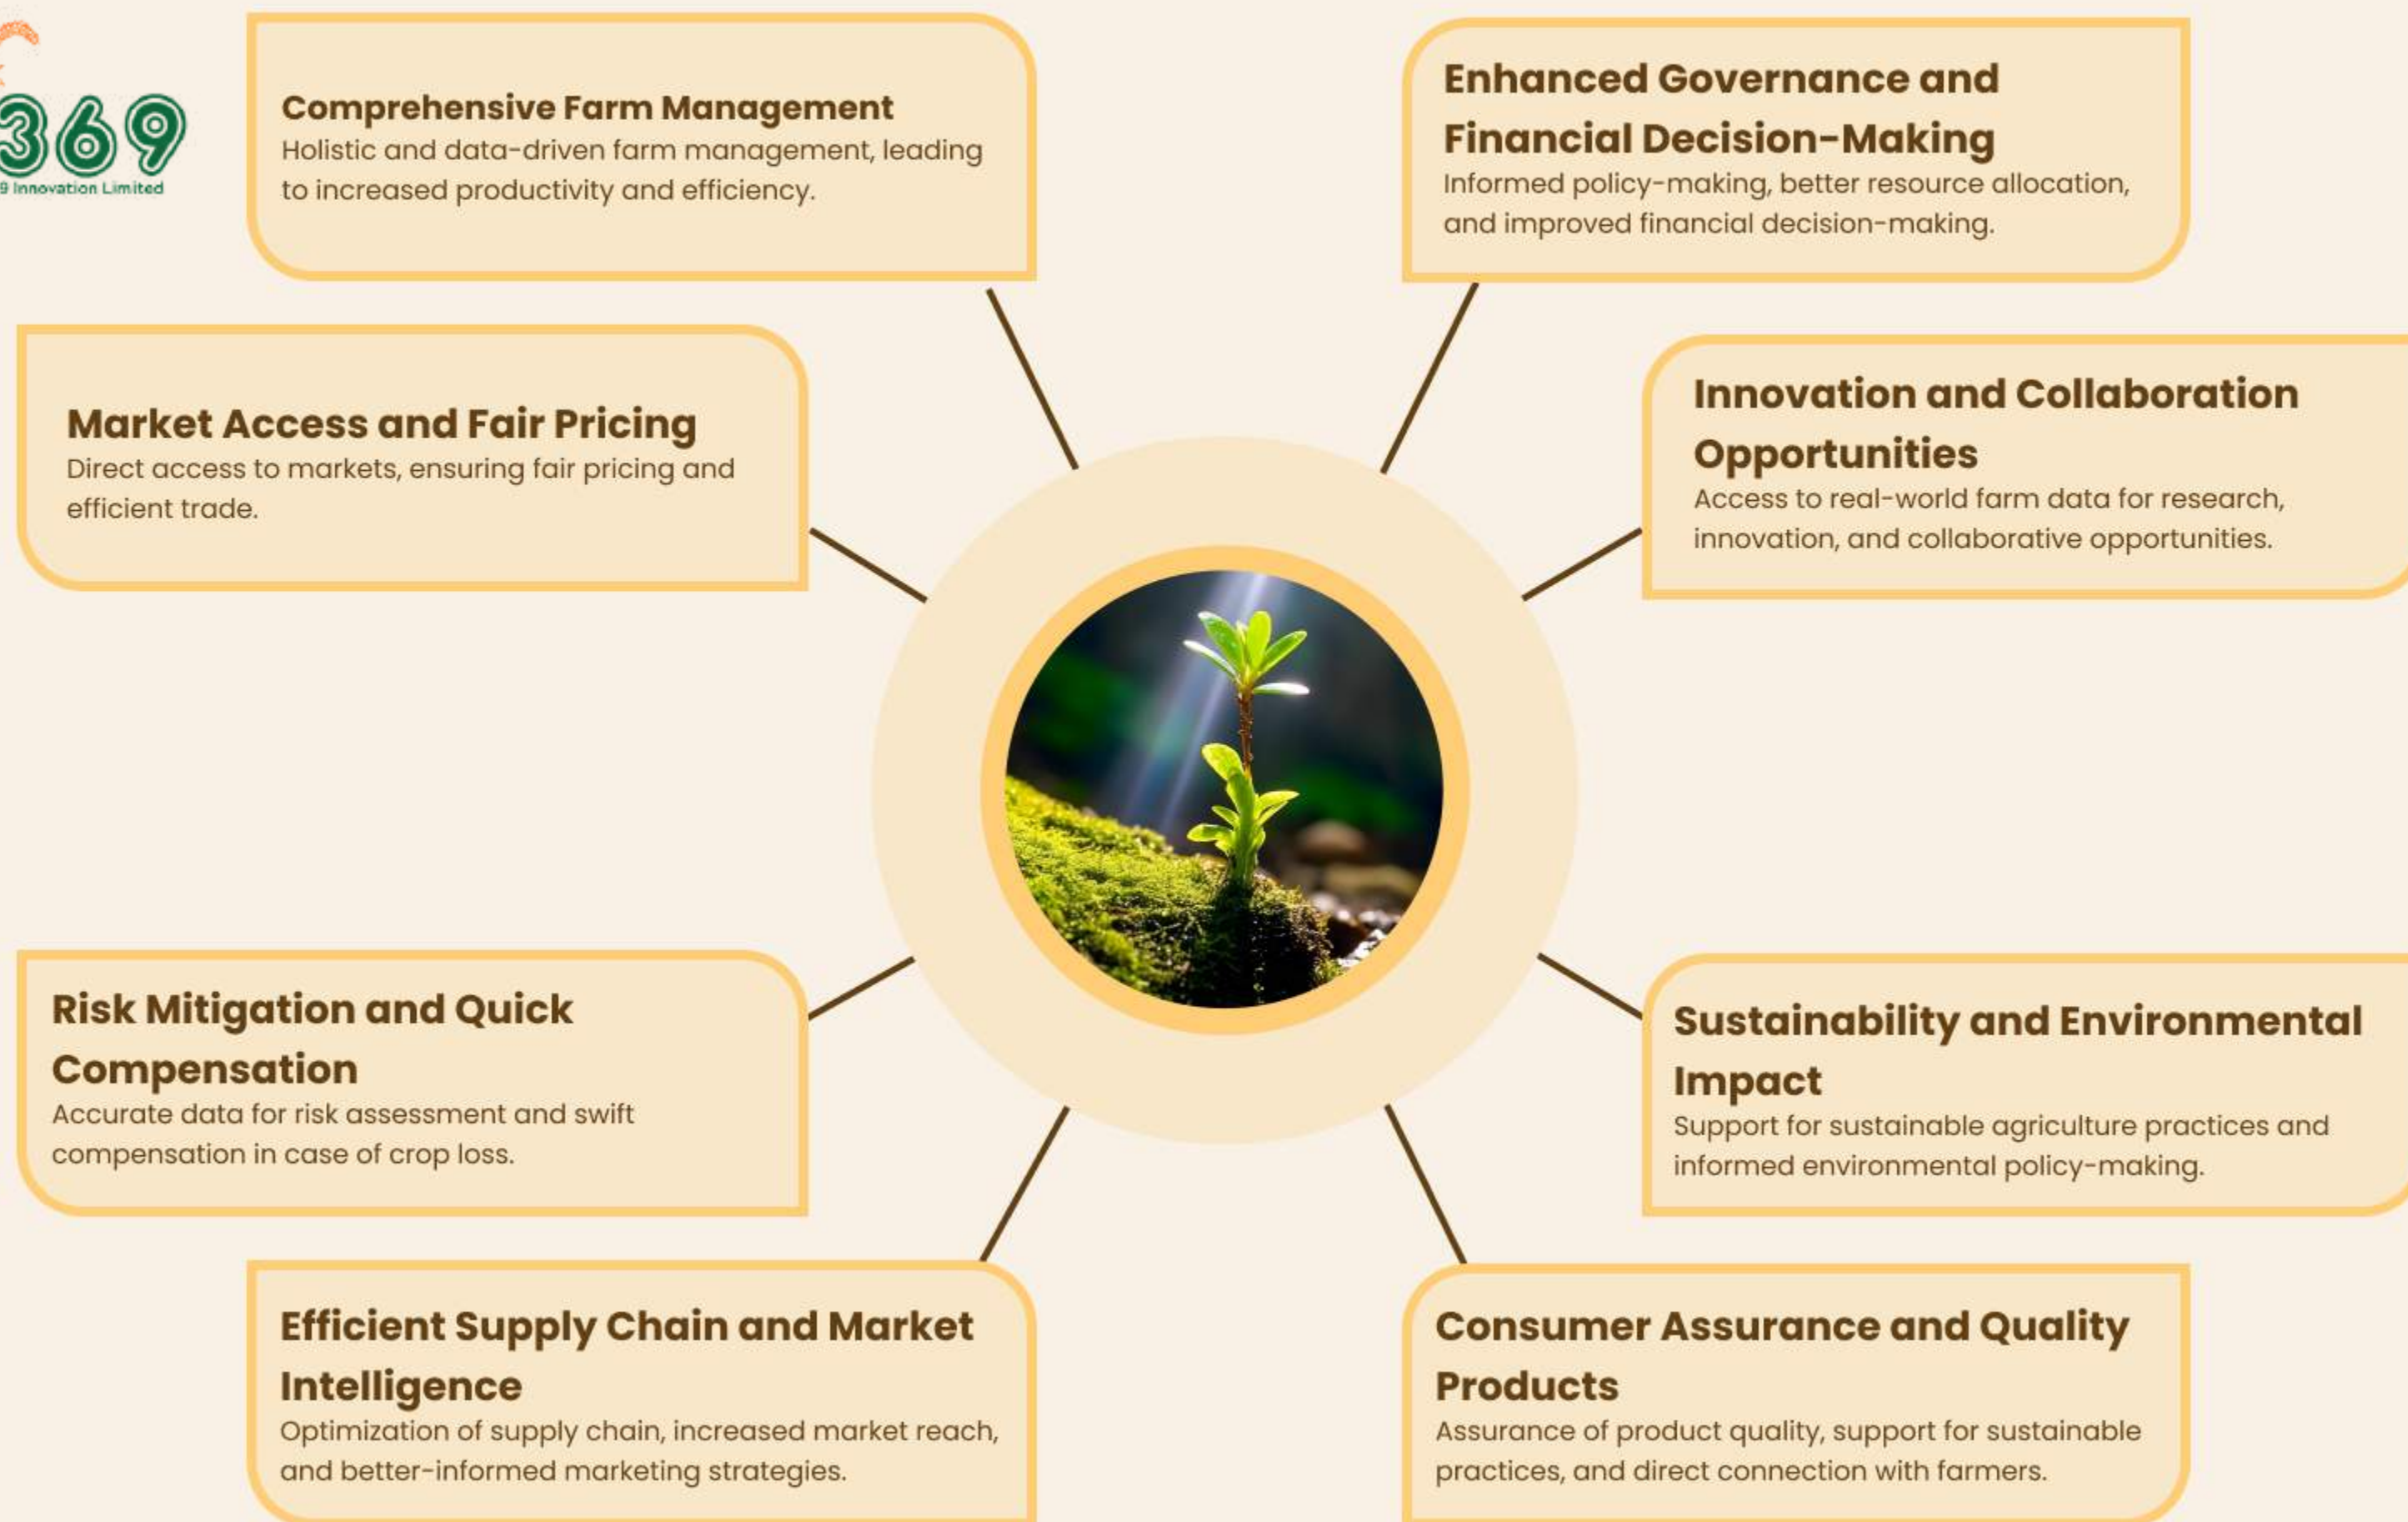 369
9 Innovation Limited
Comprehensive Farm Management
Holistic and data-driven farm management, leading
to increased productivity and efficiency.
Enhanced Governance and
Financial Decision-Making
Informed policy-making, better resource allocation,
and improved financial decision-making.
Market Access and Fair Pricing
Direct access to markets, ensuring fair pricing and
efficient trade.
Innovation and Collaboration
Opportunities
Access to real-world farm data for research,
innovation, and collaborative opportunities.
Risk Mitigation and Quick
Compensation
Accurate data for risk assessment and swift
compensation in case of crop loss.
Sustainability and Environmental
Impact
Support for sustainable agriculture practices and
informed environmental policy-making.
Efficient Supply Chain and Market
Intelligence
Optimization of supply chain, increased market reach,
and better-informed marketing strategies.
Consumer Assurance and Quality
Products
Assurance of product quality, support for sustainable
practices, and direct connection with farmers.